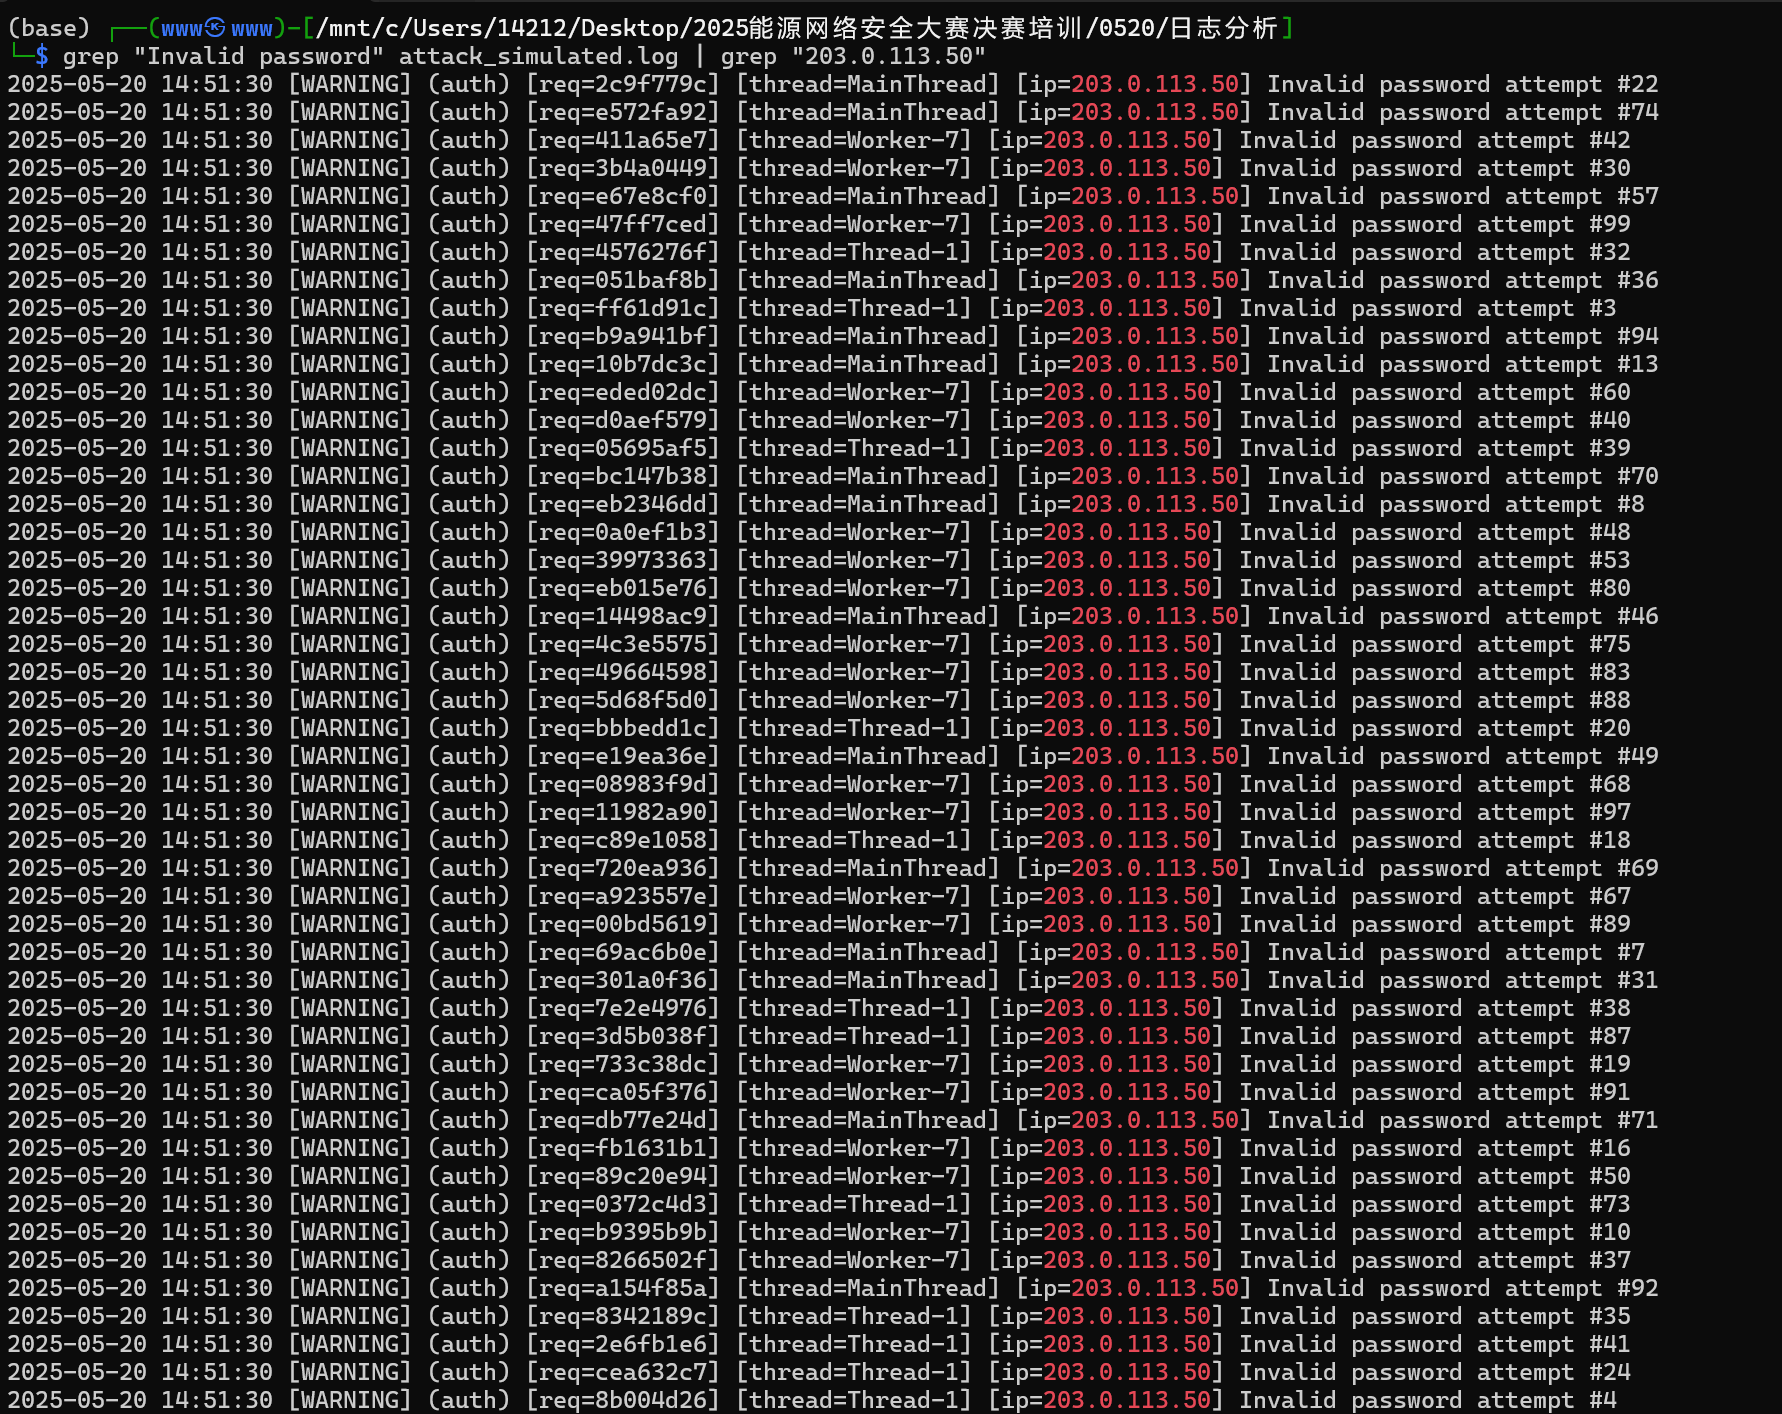 (base) ┌──(www㉿www)-[/mnt/c/Users/14212/Desktop/2025能源网络安全大赛决赛培训/0520/日志分析]
└─$ grep "Invalid password" attack_simulated.log | grep "203.0.113.50"
2025-05-20 14:51:30 [WARNING] (auth) [req=2c9f779c] [thread=MainThread] [ip=203.0.113.50] Invalid password attempt #22
2025-05-20 14:51:30 [WARNING] (auth) [req=e572fa92] [thread=MainThread] [ip=203.0.113.50] Invalid password attempt #74
2025-05-20 14:51:30 [WARNING] (auth) [req=411a65e7] [thread=Worker-7] [ip=203.0.113.50] Invalid password attempt #42
2025-05-20 14:51:30 [WARNING] (auth) [req=3b4a0449] [thread=Worker-7] [ip=203.0.113.50] Invalid password attempt #30
2025-05-20 14:51:30 [WARNING] (auth) [req=e67e8cf0] [thread=MainThread] [ip=203.0.113.50] Invalid password attempt #57
2025-05-20 14:51:30 [WARNING] (auth) [req=47ff7ced] [thread=Worker-7] [ip=203.0.113.50] Invalid password attempt #99
2025-05-20 14:51:30 [WARNING] (auth) [req=4576276f] [thread=Thread-1] [ip=203.0.113.50] Invalid password attempt #32
2025-05-20 14:51:30 [WARNING] (auth) [req=051baf8b] [thread=MainThread] [ip=203.0.113.50] Invalid password attempt #36
2025-05-20 14:51:30 [WARNING] (auth) [req=ff61d91c] [thread=Thread-1] [ip=203.0.113.50] Invalid password attempt #3
2025-05-20 14:51:30 [WARNING] (auth) [req=b9a941bf] [thread=MainThread] [ip=203.0.113.50] Invalid password attempt #94
2025-05-20 14:51:30 [WARNING] (auth) [req=10b7dc3c] [thread=MainThread] [ip=203.0.113.50] Invalid password attempt #13
2025-05-20 14:51:30 [WARNING] (auth) [req=eded02dc] [thread=Worker-7] [ip=203.0.113.50] Invalid password attempt #60
2025-05-20 14:51:30 [WARNING] (auth) [req=d0aef579] [thread=Worker-7] [ip=203.0.113.50] Invalid password attempt #40
2025-05-20 14:51:30 [WARNING] (auth) [req=05695af5] [thread=Thread-1] [ip=203.0.113.50] Invalid password attempt #39
2025-05-20 14:51:30 [WARNING] (auth) [req=bc147b38] [thread=MainThread] [ip=203.0.113.50] Invalid password attempt #70
2025-05-20 14:51:30 [WARNING] (auth) [req=eb2346dd] [thread=MainThread] [ip=203.0.113.50] Invalid password attempt #8
2025-05-20 14:51:30 [WARNING] (auth) [req=0a0ef1b3] [thread=Worker-7] [ip=203.0.113.50] Invalid password attempt #48
2025-05-20 14:51:30 [WARNING] (auth) [req=39973363] [thread=Worker-7] [ip=203.0.113.50] Invalid password attempt #53
2025-05-20 14:51:30 [WARNING] (auth) [req=eb015e76] [thread=Worker-7] [ip=203.0.113.50] Invalid password attempt #80
2025-05-20 14:51:30 [WARNING] (auth) [req=14498ac9] [thread=MainThread] [ip=203.0.113.50] Invalid password attempt #46
2025-05-20 14:51:30 [WARNING] (auth) [req=4c3e5575] [thread=Worker-7] [ip=203.0.113.50] Invalid password attempt #75
2025-05-20 14:51:30 [WARNING] (auth) [req=49664598] [thread=Worker-7] [ip=203.0.113.50] Invalid password attempt #83
2025-05-20 14:51:30 [WARNING] (auth) [req=5d68f5d0] [thread=Worker-7] [ip=203.0.113.50] Invalid password attempt #88
2025-05-20 14:51:30 [WARNING] (auth) [req=bbbedd1c] [thread=Thread-1] [ip=203.0.113.50] Invalid password attempt #20
2025-05-20 14:51:30 [WARNING] (auth) [req=e19ea36e] [thread=MainThread] [ip=203.0.113.50] Invalid password attempt #49
2025-05-20 14:51:30 [WARNING] (auth) [req=08983f9d] [thread=Worker-7] [ip=203.0.113.50] Invalid password attempt #68
2025-05-20 14:51:30 [WARNING] (auth) [req=11982a90] [thread=Worker-7] [ip=203.0.113.50] Invalid password attempt #97
2025-05-20 14:51:30 [WARNING] (auth) [req=c89e1058] [thread=Thread-1] [ip=203.0.113.50] Invalid password attempt #18
2025-05-20 14:51:30 [WARNING] (auth) [req=720ea936] [thread=MainThread] [ip=203.0.113.50] Invalid password attempt #69
2025-05-20 14:51:30 [WARNING] (auth) [req=a923557e] [thread=Worker-7] [ip=203.0.113.50] Invalid password attempt #67
2025-05-20 14:51:30 [WARNING] (auth) [req=00bd5619] [thread=Worker-7] [ip=203.0.113.50] Invalid password attempt #89
2025-05-20 14:51:30 [WARNING] (auth) [req=69ac6b0e] [thread=MainThread] [ip=203.0.113.50] Invalid password attempt #7
2025-05-20 14:51:30 [WARNING] (auth) [req=301a0f36] [thread=MainThread] [ip=203.0.113.50] Invalid password attempt #31
2025-05-20 14:51:30 [WARNING] (auth) [req=7e2e4976] [thread=Thread-1] [ip=203.0.113.50] Invalid password attempt #38
2025-05-20 14:51:30 [WARNING] (auth) [req=3d5b038f] [thread=Thread-1] [ip=203.0.113.50] Invalid password attempt #87
2025-05-20 14:51:30 [WARNING] (auth) [req=733c38dc] [thread=Worker-7] [ip=203.0.113.50] Invalid password attempt #19
2025-05-20 14:51:30 [WARNING] (auth) [req=ca05f376] [thread=Worker-7] [ip=203.0.113.50] Invalid password attempt #91
2025-05-20 14:51:30 [WARNING] (auth) [req=db77e24d] [thread=MainThread] [ip=203.0.113.50] Invalid password attempt #71
2025-05-20 14:51:30 [WARNING] (auth) [req=fb1631b1] [thread=Worker-7] [ip=203.0.113.50] Invalid password attempt #16
2025-05-20 14:51:30 [WARNING] (auth) [req=89c20e94] [thread=Worker-7] [ip=203.0.113.50] Invalid password attempt #50
2025-05-20 14:51:30 [WARNING] (auth) [req=0372c4d3] [thread=Thread-1] [ip=203.0.113.50] Invalid password attempt #73
2025-05-20 14:51:30 [WARNING] (auth) [req=b9395b9b] [thread=Worker-7] [ip=203.0.113.50] Invalid password attempt #10
2025-05-20 14:51:30 [WARNING] (auth) [req=8266502f] [thread=Worker-7] [ip=203.0.113.50] Invalid password attempt #37
2025-05-20 14:51:30 [WARNING] (auth) [req=a154f85a] [thread=MainThread] [ip=203.0.113.50] Invalid password attempt #92
2025-05-20 14:51:30 [WARNING] (auth) [req=8342189c] [thread=Thread-1] [ip=203.0.113.50] Invalid password attempt #35
2025-05-20 14:51:30 [WARNING] (auth) [req=2e6fb1e6] [thread=Thread-1] [ip=203.0.113.50] Invalid password attempt #41
2025-05-20 14:51:30 [WARNING] (auth) [req=cea632c7] [thread=Thread-1] [ip=203.0.113.50] Invalid password attempt #24
2025-05-20 14:51:30 [WARNING] (auth) [req=8b004d26] [thread=Thread-1] [ip=203.0.113.50] Invalid password attempt #4